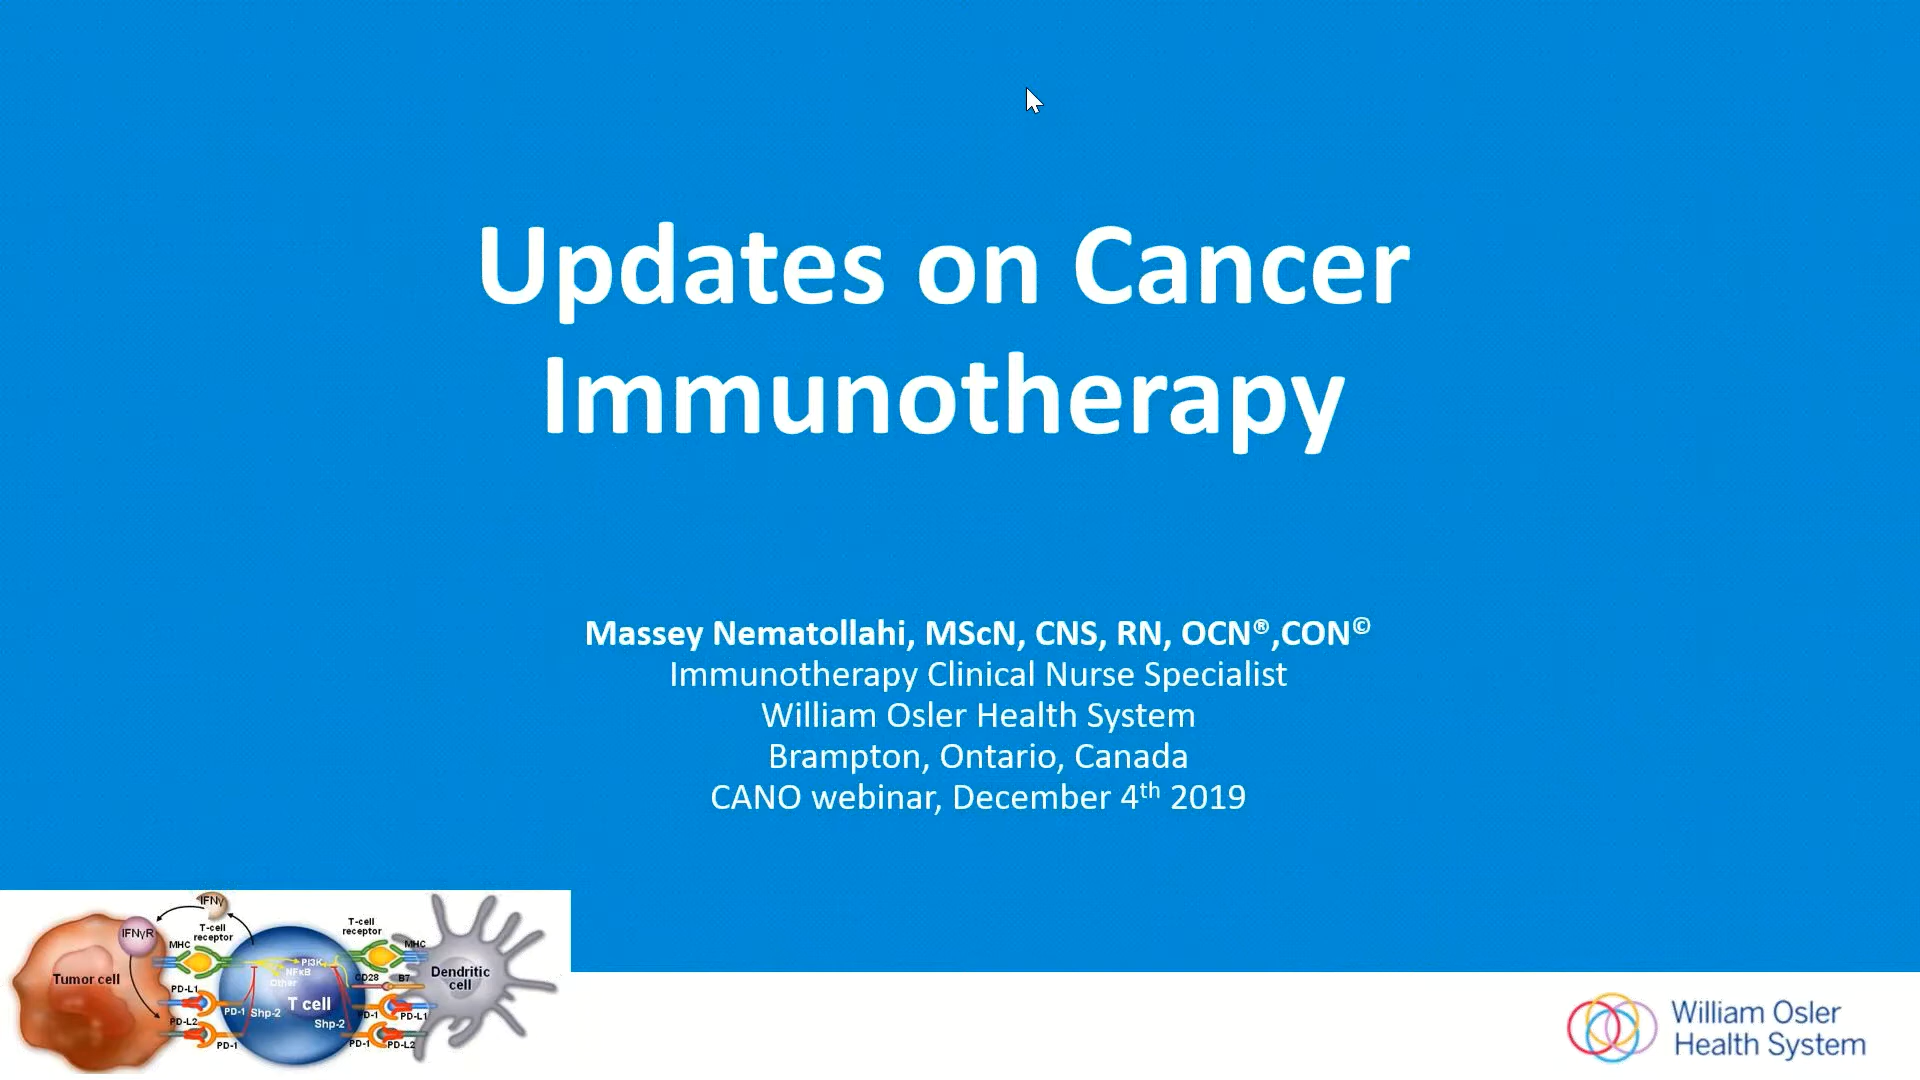 Updates on Cancer
Immunotherapy
Massey Nematollahi, MScN, CNS, RN, OCN®,CON©
Immunotherapy Clinical Nurse Specialist
William Osler Health System
Brampton, Ontario, Canada
CANO webinar, December 4th 2019
IFNγ
IFNγR
T-cell
receptor
MHC
Tumor cell
PD-L1
PD-L2
PD-1
PD-1
Shp-2
PI3K
NFκB
Other
T cell
Shp-2
T-cell
receptor
MHC
CD28
B7
Dendritic
cell
PD-1
PD-L1
PD-1
PD-L2
William Osler
Health System